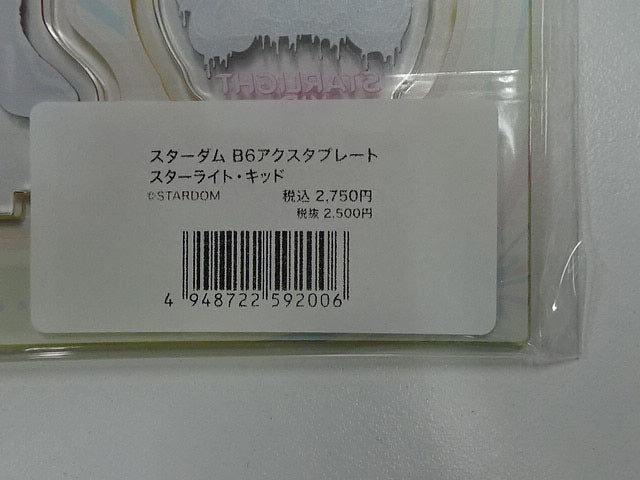 STARLIGHT
スターダム B6アクスタプレート
スターライト・キッド
©STARDOM 税込 2,750円
税抜 2,500円
4 948722 592006